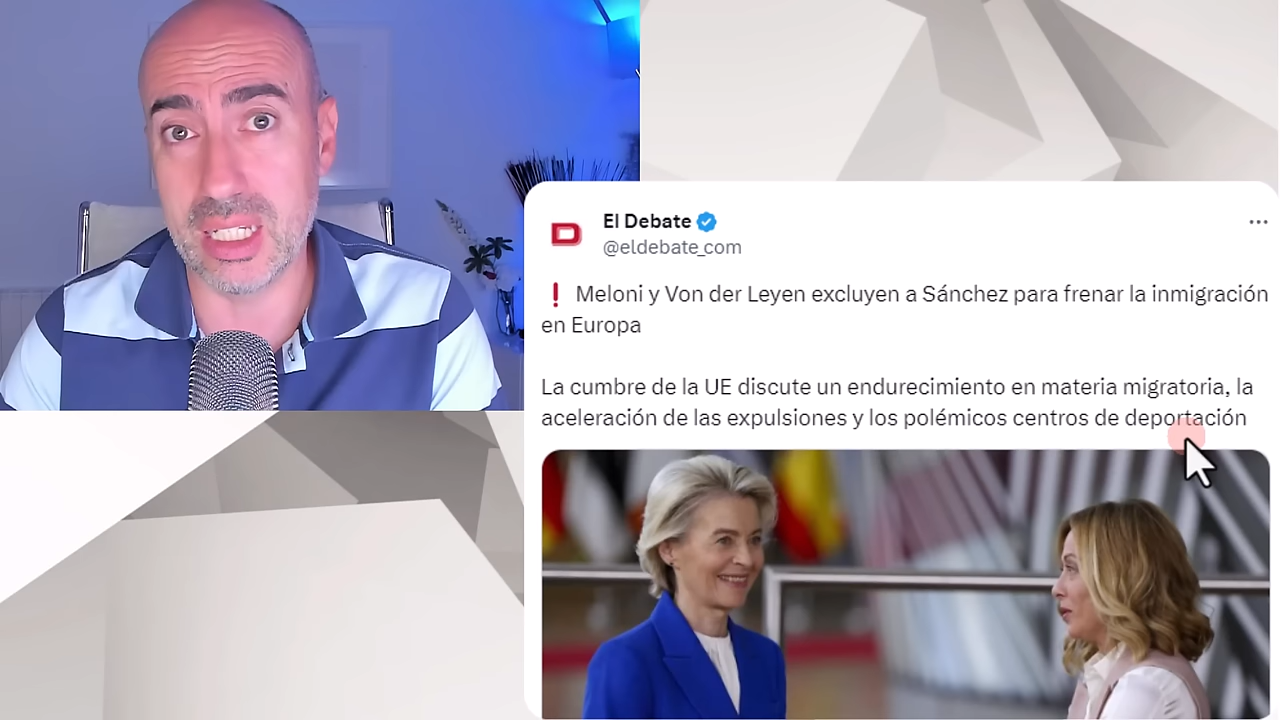 El Debate
@eldebate_com
❗ Meloni y Von der Leyen excluyen a Sánchez para frenar la inmigración
en Europa
La cumbre de la UE discute un endurecimiento en materia migratoria, la
aceleración de las expulsiones y los polémicos centros de deportación